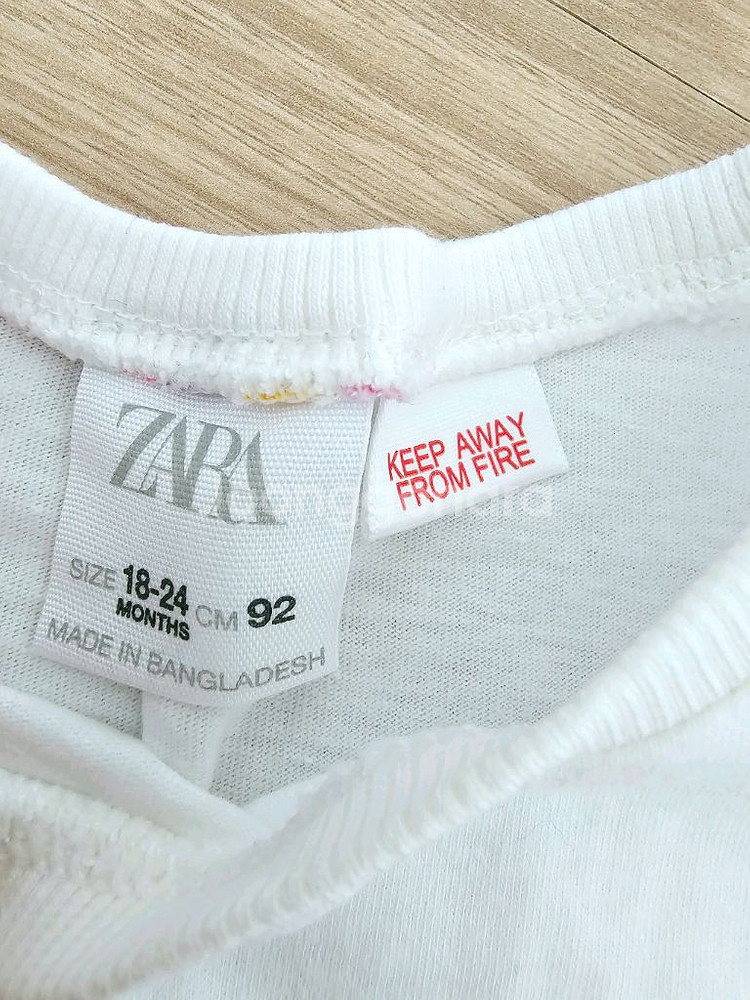 ZARA
SIZE 18-24 MONTHS CM 92
MADE IN BANGLADESH
KEEP AWAY
FROM FIRE